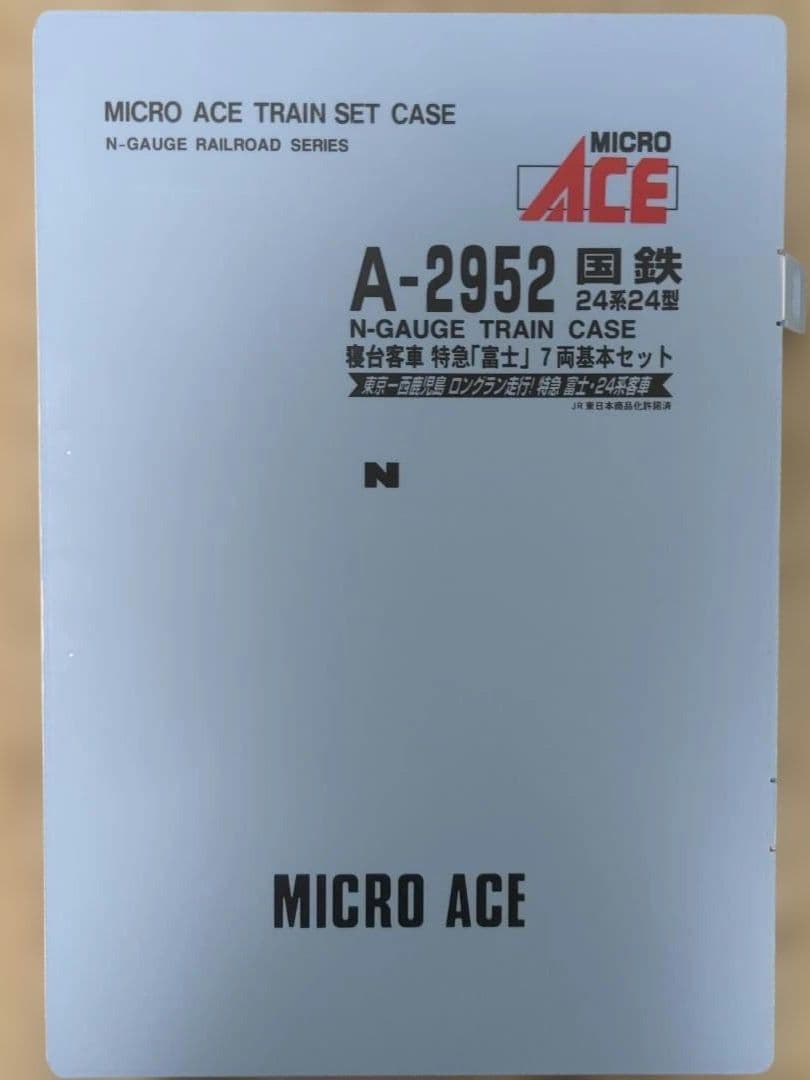 MICRO ACE TRAIN SET CASE
N-GAUGE RAILROAD SERIES
MICRO
ACE
A-2952 国鉄
24系24型
N-GAUGE TRAIN CASE
寝台客車 特急「富士」 7両基本セット
東京ー西鹿児島 ロングラン走行! 特急 富士・24系客車
JR東日本商品化許諾済
N
MICRO ACE